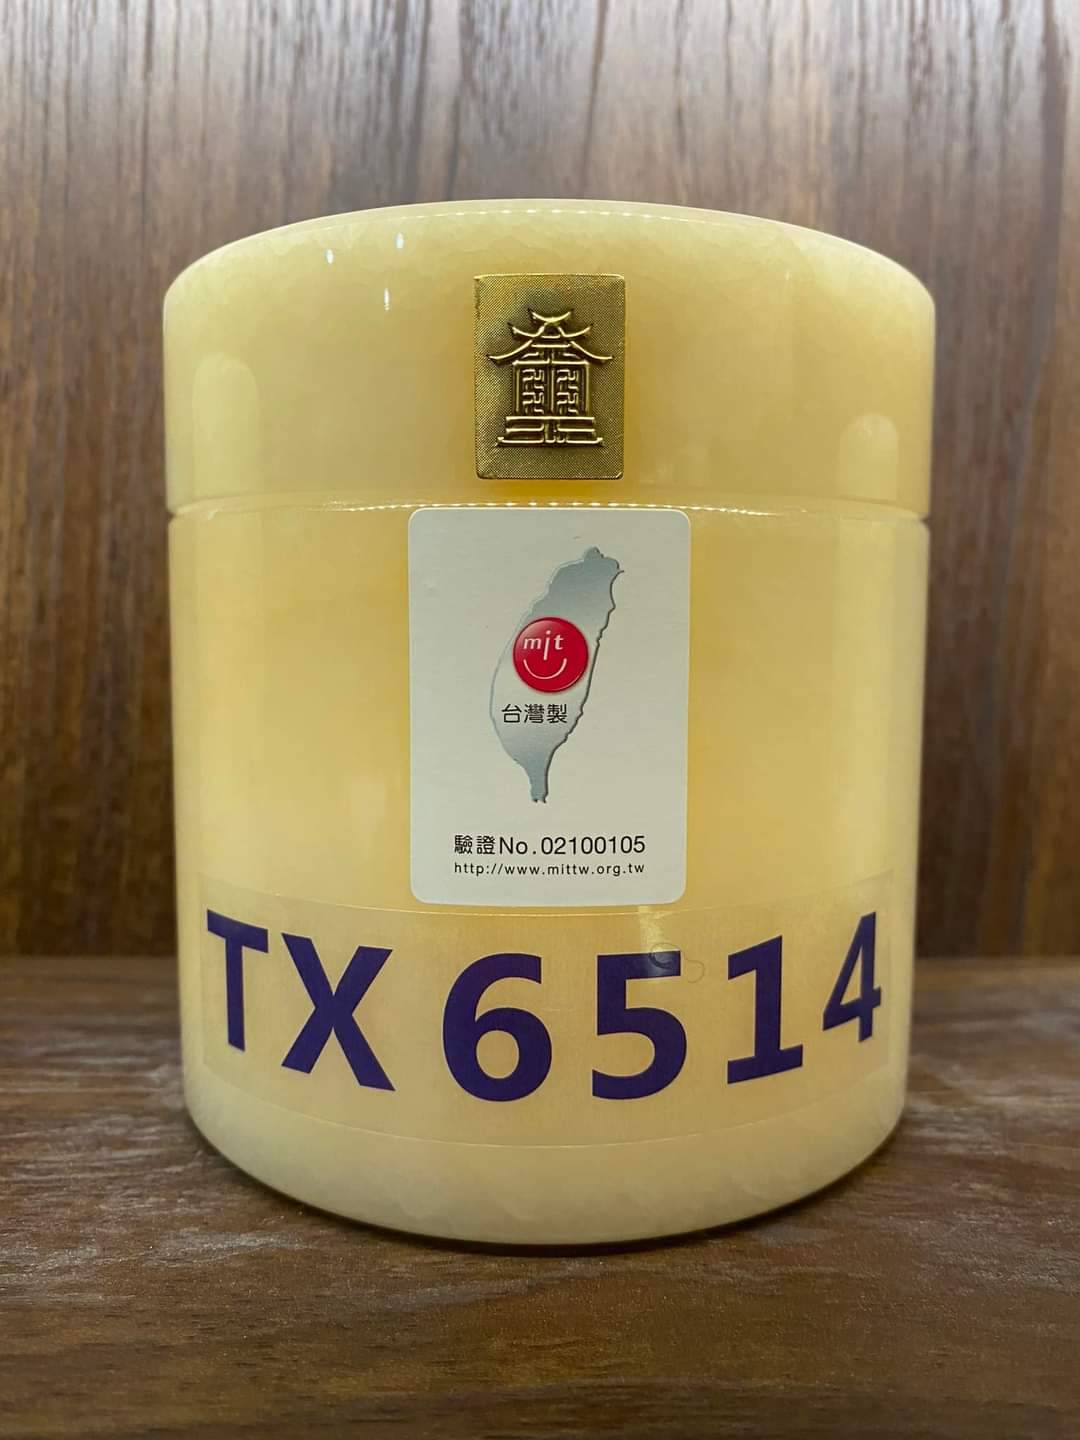 mit
台灣製
驗證No.02100105
http://www.mittw.org.tw
TX 6514